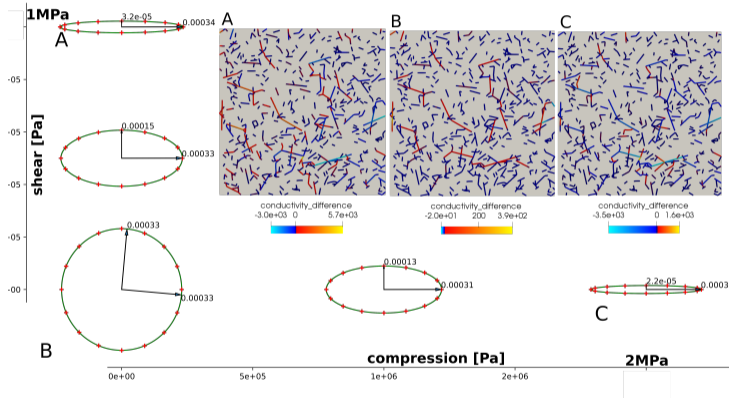 1MPa
A
3.2e-05
0.00034
A
B
C
-05
-05
-05
-05
-00
shear [Pa]
0.00015
0.00033
conductivity_difference
-3.0e+03 0 5.7e+03
conductivity_difference
-2.0e+01 200 3.9e+02
conductivity_difference
-3.5e+03 0 1.6e+03
0.00033
0.00033
B
0.00013
0.00031
2.2e-05
0.0003
C
compression [Pa]
2MPa
0e+00
5e+05
1e+06
2e+06